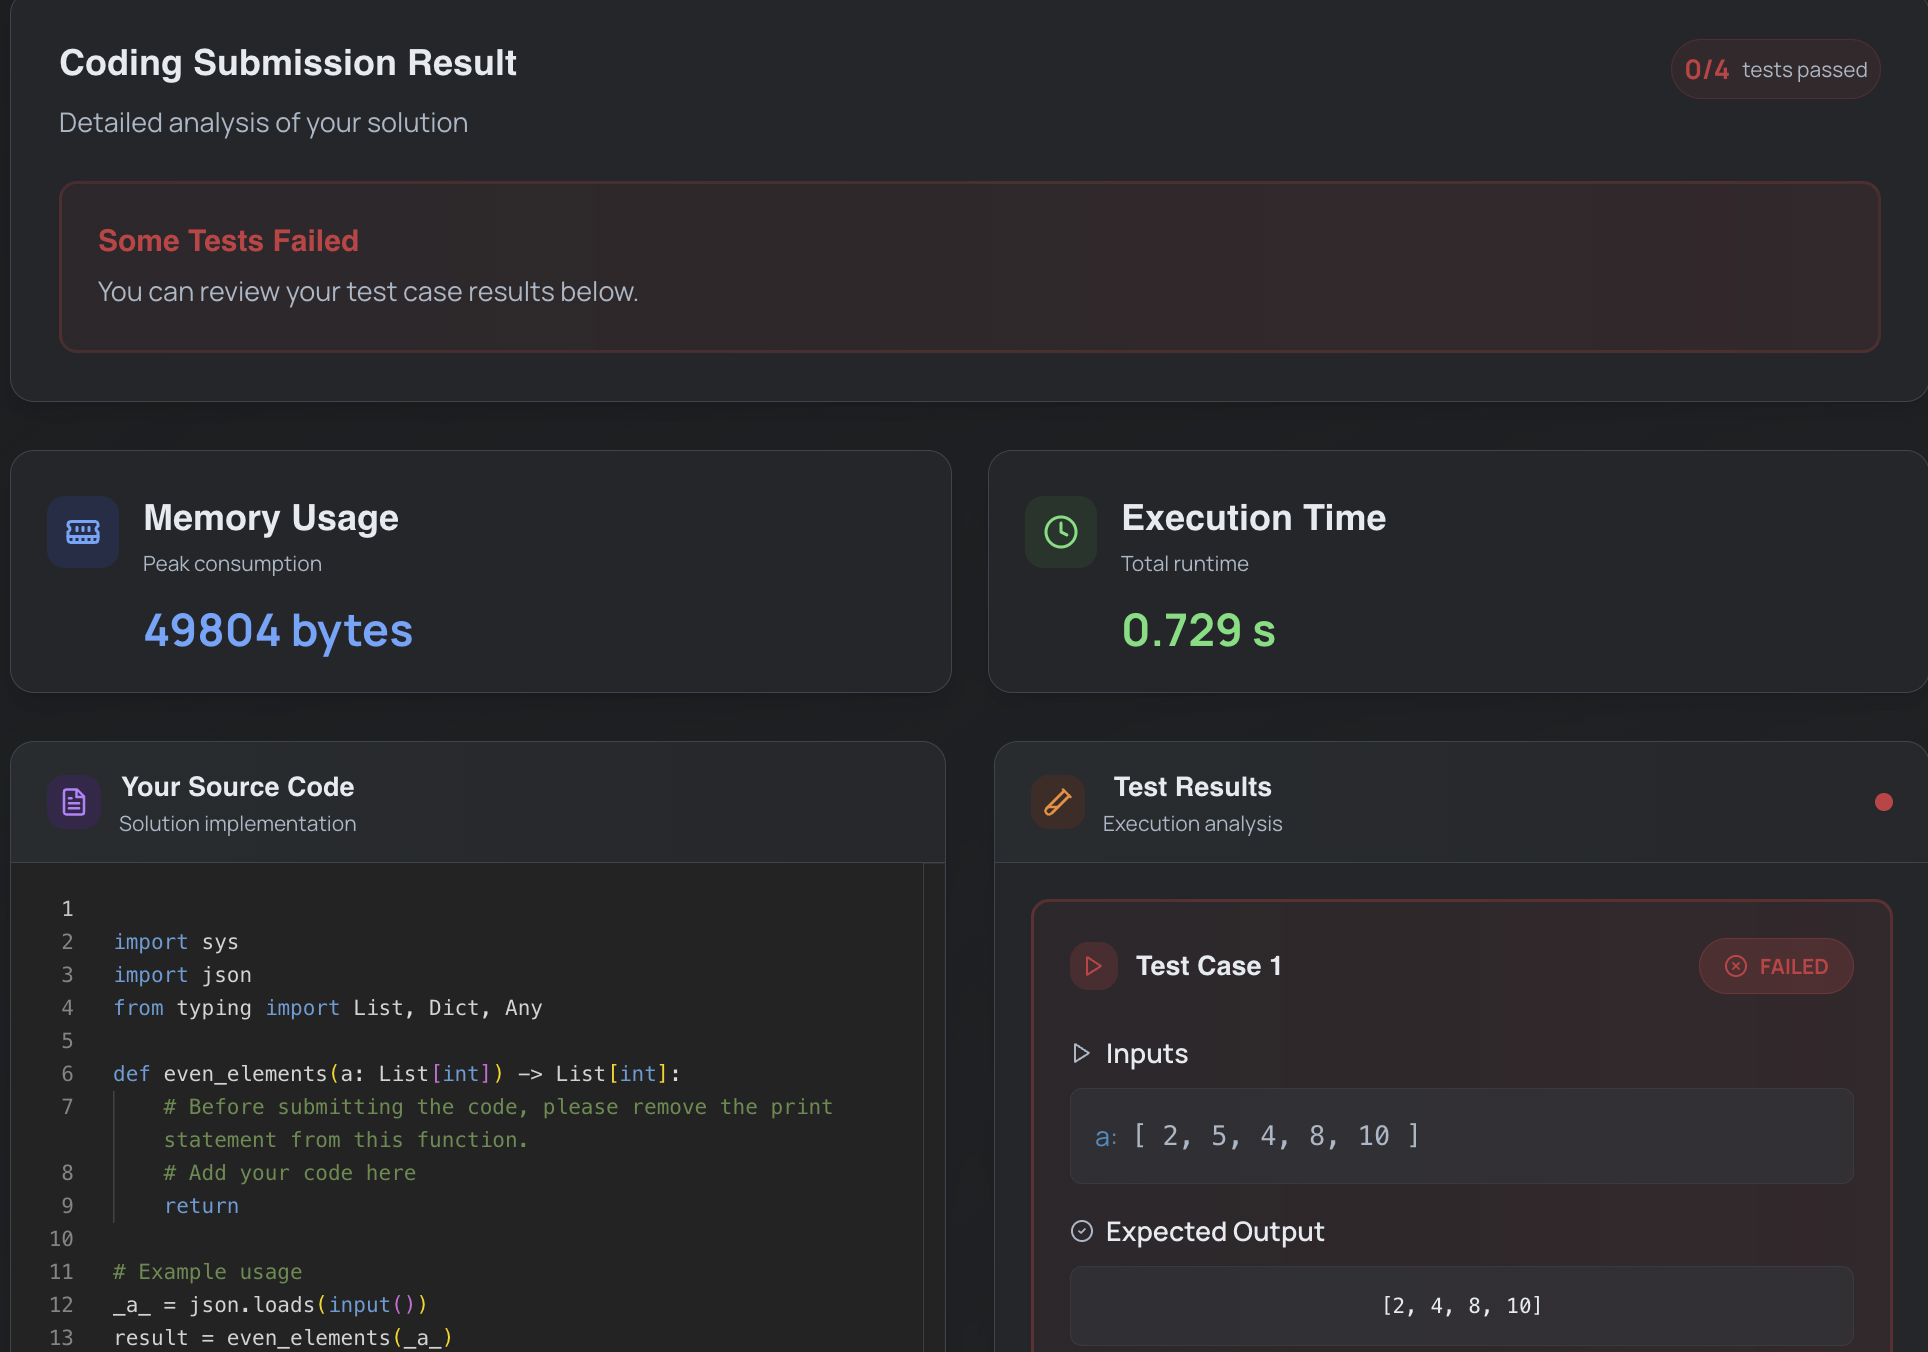 Coding Submission Result
0/4 tests passed
Detailed analysis of your solution
Some Tests Failed
You can review your test case results below.
Memory Usage
Peak consumption
49804 bytes
Execution Time
Total runtime
0.729 s
Your Source Code
Solution implementation
1
2 import sys
3 import json
4 from typing import List, Dict, Any
5
6 def even_elements(a: List[int]) -> List[int]:
7 # Before submitting the code, please remove the print
statement from this function.
8 # Add your code here
9 return
10
11 # Example usage
12 _a_ = json.loads(input())
13 result = even_elements(_a_)
Test Results
Execution analysis
Test Case 1
FAILED
Inputs
a: [ 2, 5, 4, 8, 10 ]
Expected Output
[2, 4, 8, 10]